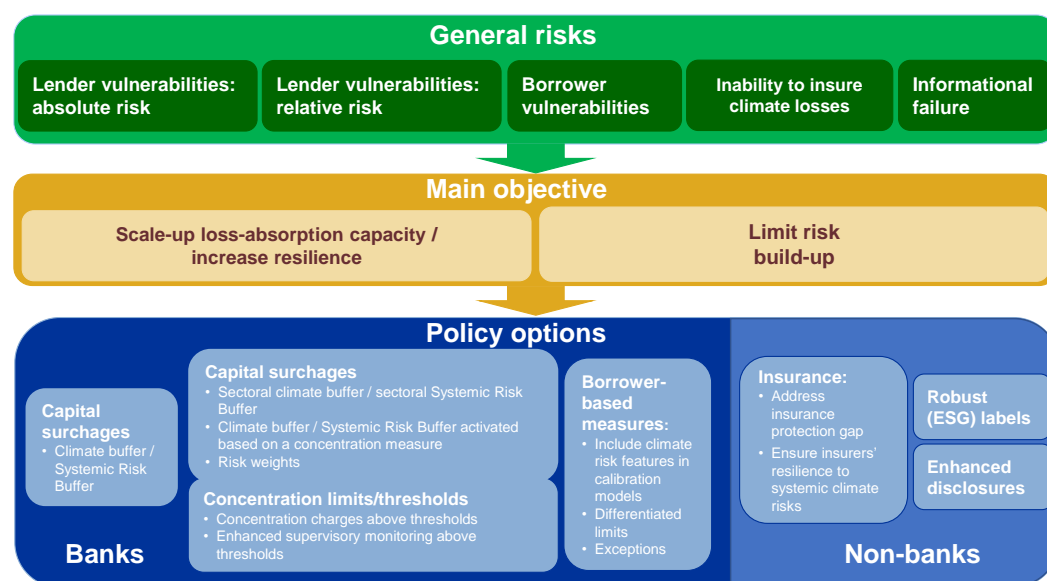 General risks
Lender vulnerabilities:
absolute risk
Lender vulnerabilities:
relative risk
Borrower
vulnerabilities
Inability to insure
climate losses
Informational
failure
Main objective
Scale-up loss-absorption capacity /
increase resilience
Limit risk
build-up
Policy options
Capital
surchages
• Climate buffer /
Systemic Risk
Buffer
Capital surchages
• Sectoral climate buffer / sectoral Systemic Risk
Buffer
• Climate buffer / Systemic Risk Buffer activated
based on a concentration measure
• Risk weights
Concentration limits/thresholds
• Concentration charges above thresholds
• Enhanced supervisory monitoring above
thresholds
Borrower-
based
measures:
• Include climate
risk features in
calibration
models
• Differentiated
limits
• Exceptions
Banks
Insurance:
• Address
insurance
protection gap
• Ensure insurers'
resilience to
systemic climate
risks
Robust
(ESG) labels
Enhanced
disclosures
Non-banks